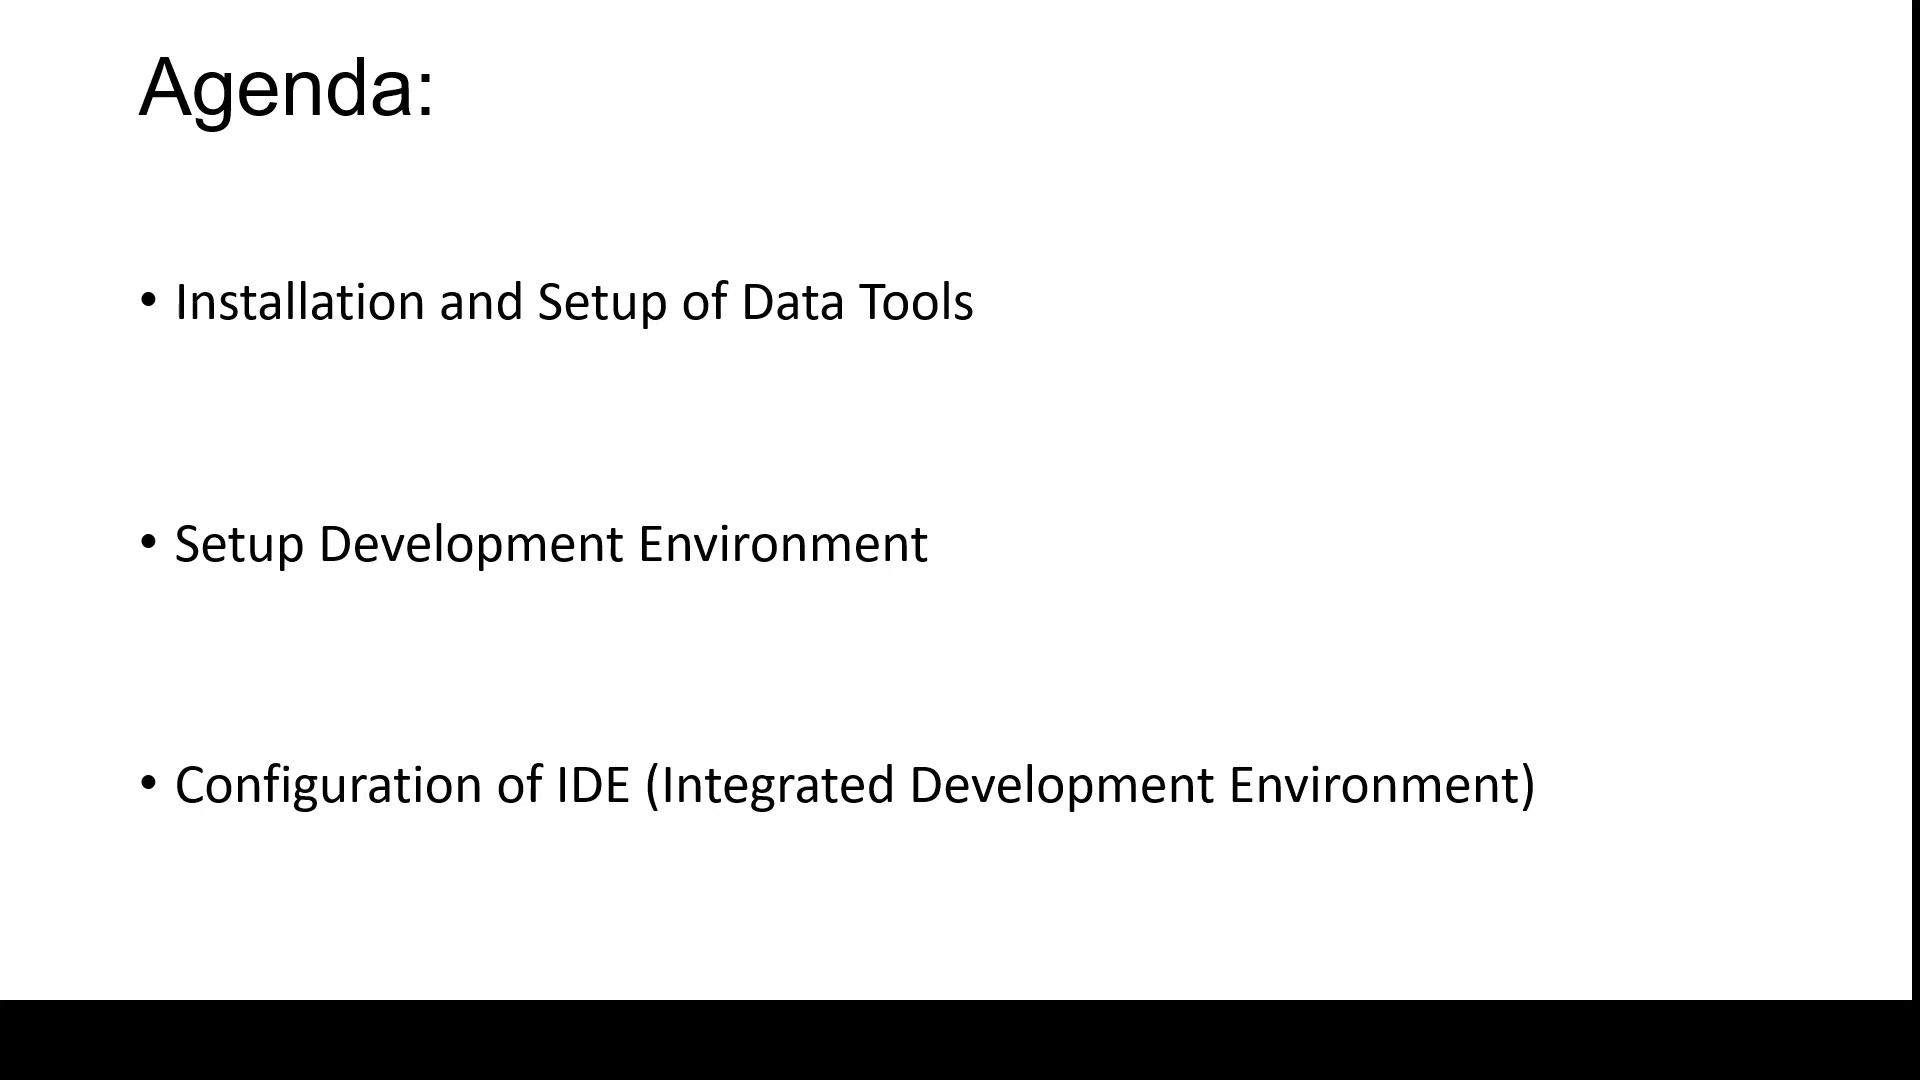 Agenda:
• Installation and Setup of Data Tools
• Setup Development Environment
• Configuration of IDE (Integrated Development Environment)